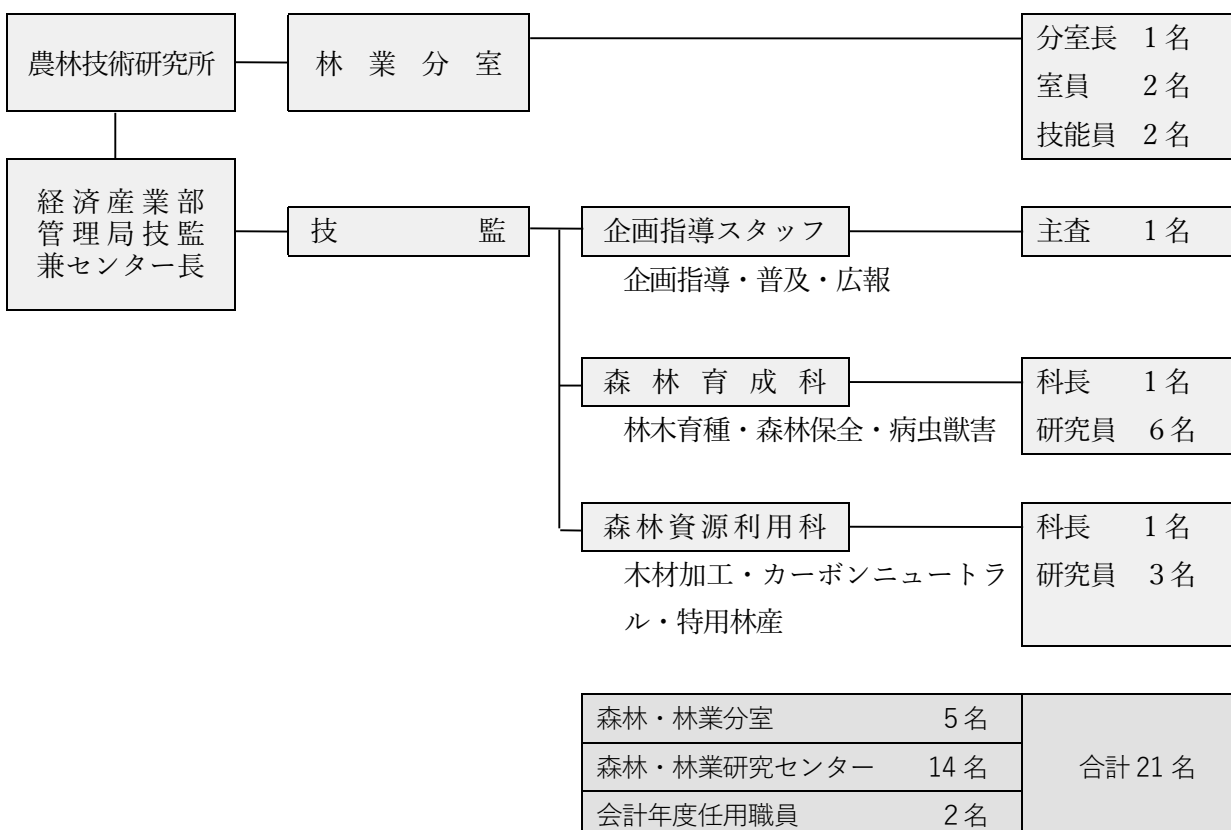 農林技術研究所
林業分室
分室長 1名
室員 2名
技能員 2名
経済産業部
管理局技監
兼センター長
技監
企画指導スタッフ
主査 1名
企画指導・普及・広報
森林育成科
科長 1名
林木育種・森林保全・病虫獣害
研究員 6名
森林資源利用科
科長 1名
木材加工・カーボンニュートラ
ル・特用林産
研究員 3名
森林・林業分室 5名
森林・林業研究センター 14名
合計21名
会計年度任用職員 2名